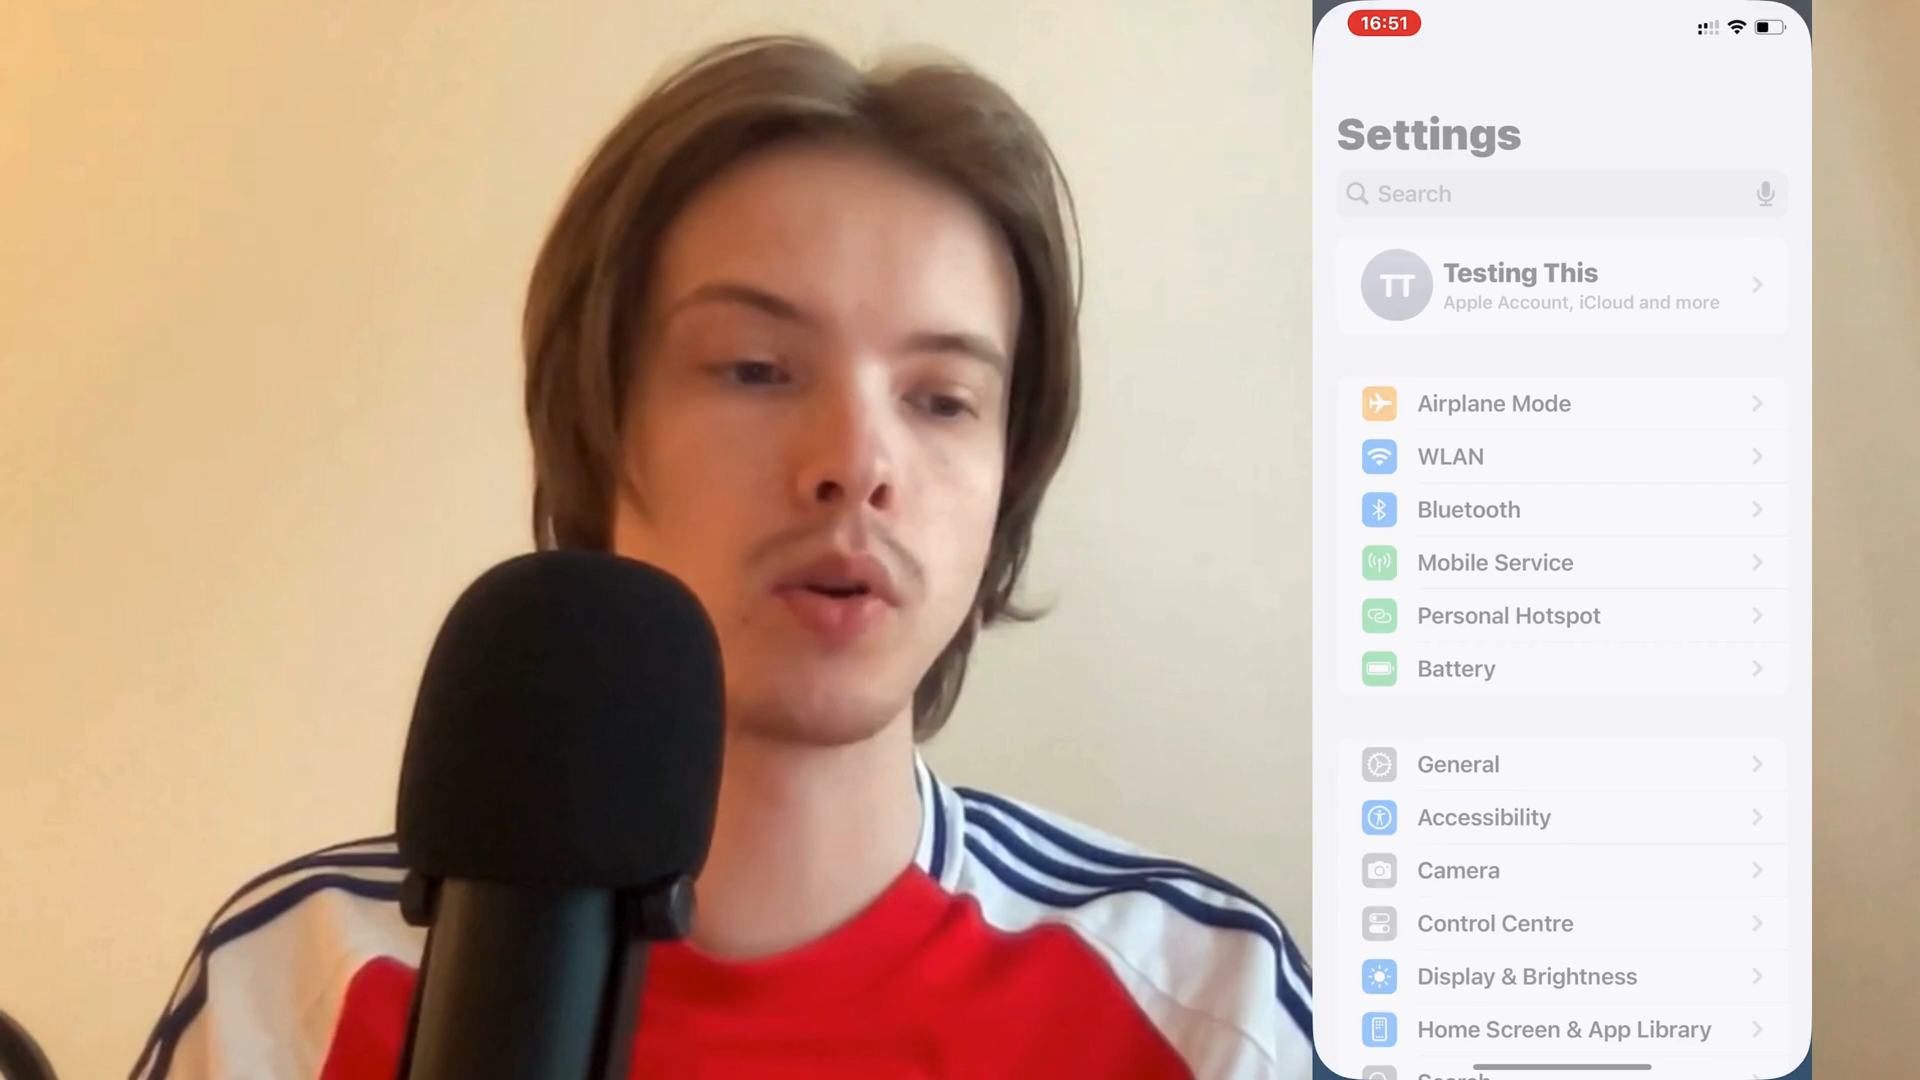 16:51
Settings
Search
TT
Testing This
Apple Account, iCloud and more
Airplane Mode
WLAN
Bluetooth
Mobile Service
Personal Hotspot
Battery
General
Accessibility
Camera
Control Centre
Display & Brightness
Home Screen & App Library
Search